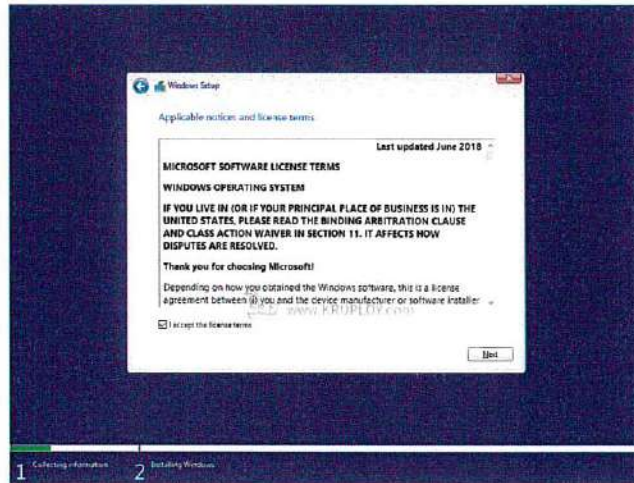 Windows Setup
Applicable notices and license terms
Last updated June 2018
MICROSOFT SOFTWARE LICENSE TERMS
WINDOWS OPERATING SYSTEM
IF YOU LIVE IN (OR IF YOUR PRINCIPAL PLACE OF BUSINESS IS IN) THE
UNITED STATES, PLEASE READ THE BINDING ARBITRATION CLAUSE
AND CLASS ACTION WAIVER IN SECTION 11. IT AFFECTS HOW
DISPUTES ARE RESOLVED.
Thank you for choosing Microsoft!
Depending on how you obtained the Windows software, this is a license
agreement between (i) you and the device manufacturer or software installer
www.KRUPLOY.com
I accept the license terms
Next
1 Collecting information
2 Installing Windows